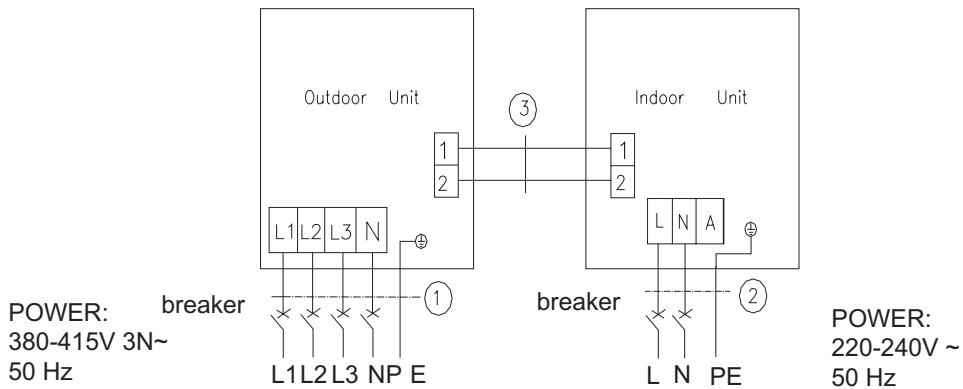 Outdoor Unit
Indoor Unit
3
1
1
2
2
L1 L2 L3 N
L N A
breaker
1
breaker
2
POWER:
380-415V 3N~
50 Hz
POWER:
220-240V ~
50 Hz
L1 L2 L3 NP E
L N PE